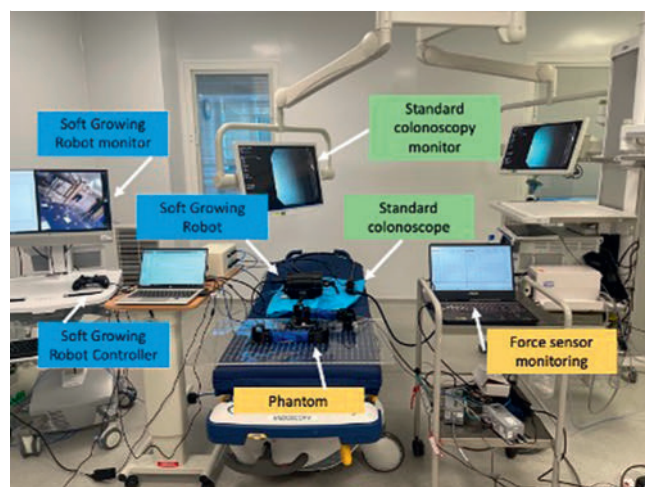 Soft Growing
Robot monitor
Standard
colonoscopy
monitor
Soft Growing
Robot
Standard
colonoscope
Soft Growing
Robot Controller
Force sensor
monitoring
Phantom
ENDOSCOPY